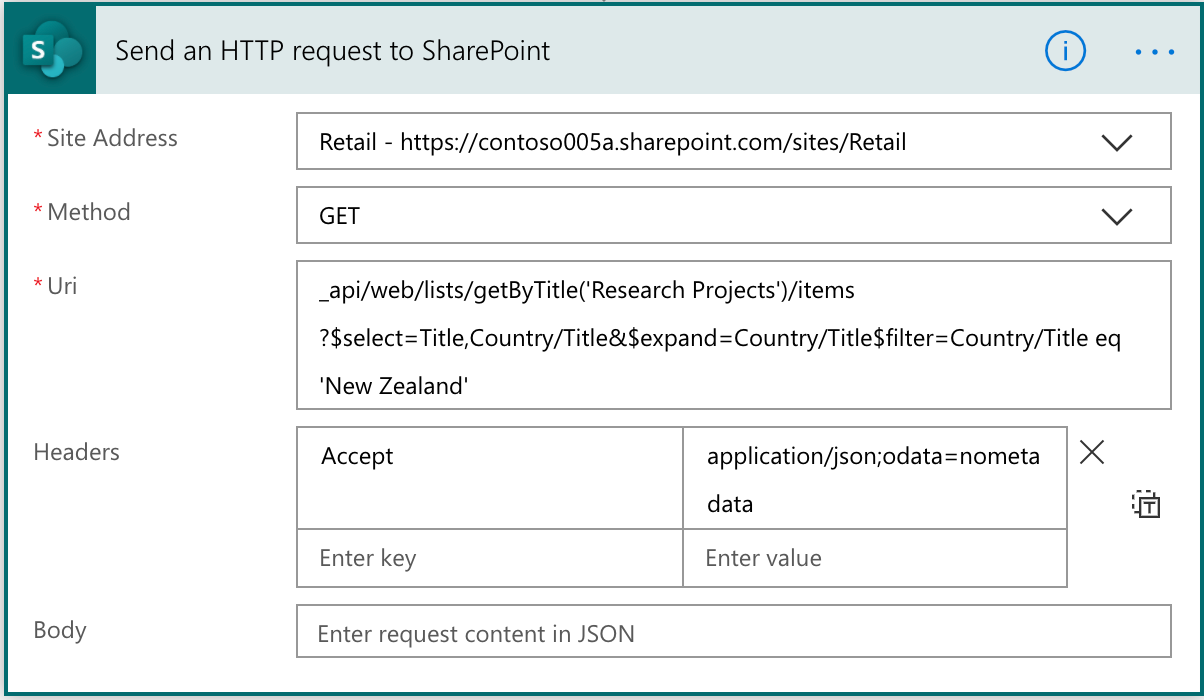 S
Send an HTTP request to SharePoint
i
* Site Address
Retail - https://contoso005a.sharepoint.com/sites/Retail
* Method
GET
* Uri
_api/web/lists/getByTitle('Research Projects')/items
?$select=Title,Country/Title&$expand=Country/Title$filter=Country/Title eq
'New Zealand'
Headers
Accept
application/json;odata=nometa
data
Enter key
Enter value
T
Body
Enter request content in JSON